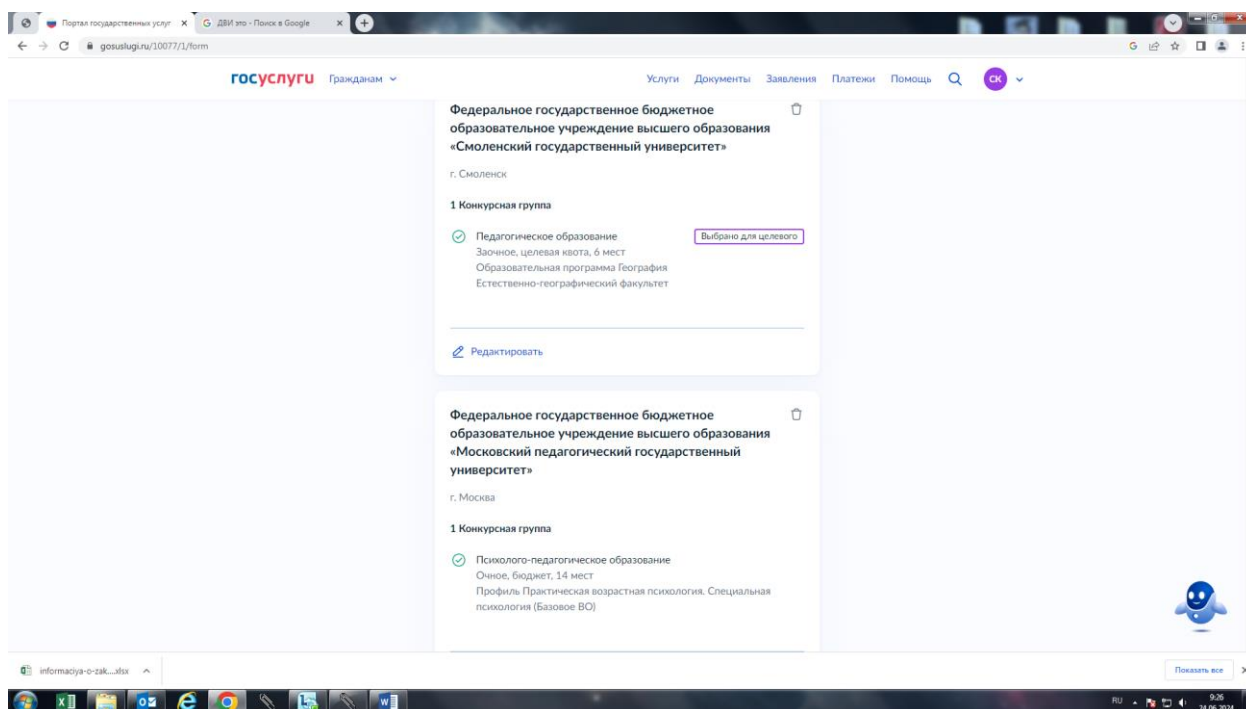 Портал государственных услуг
ДВИ это - Поиск в Google
gosuslugi.ru/10077/1/form
госуслуги Гражданам Услуги Документы Заявления Платежи Помощь СК
Федеральное государственное бюджетное
образовательное учреждение высшего образования
«Смоленский государственный университет»
г. Смоленск
1 Конкурсная группа
Педагогическое образование Выбрано для целевого
Заочное, целевая квота, 6 мест
Образовательная программа География
Естественно-географический факультет
Редактировать
Федеральное государственное бюджетное
образовательное учреждение высшего образования
«Московский педагогический государственный
университет»
г. Москва
1 Конкурсная группа
Психолого-педагогическое образование
Очное, бюджет, 14 мест
Профиль Практическая возрастная психология. Специальная
психология (Базовое ВО)
informaciya-o-zak....xlsx Показать все
RU 9:26
24.06.2024